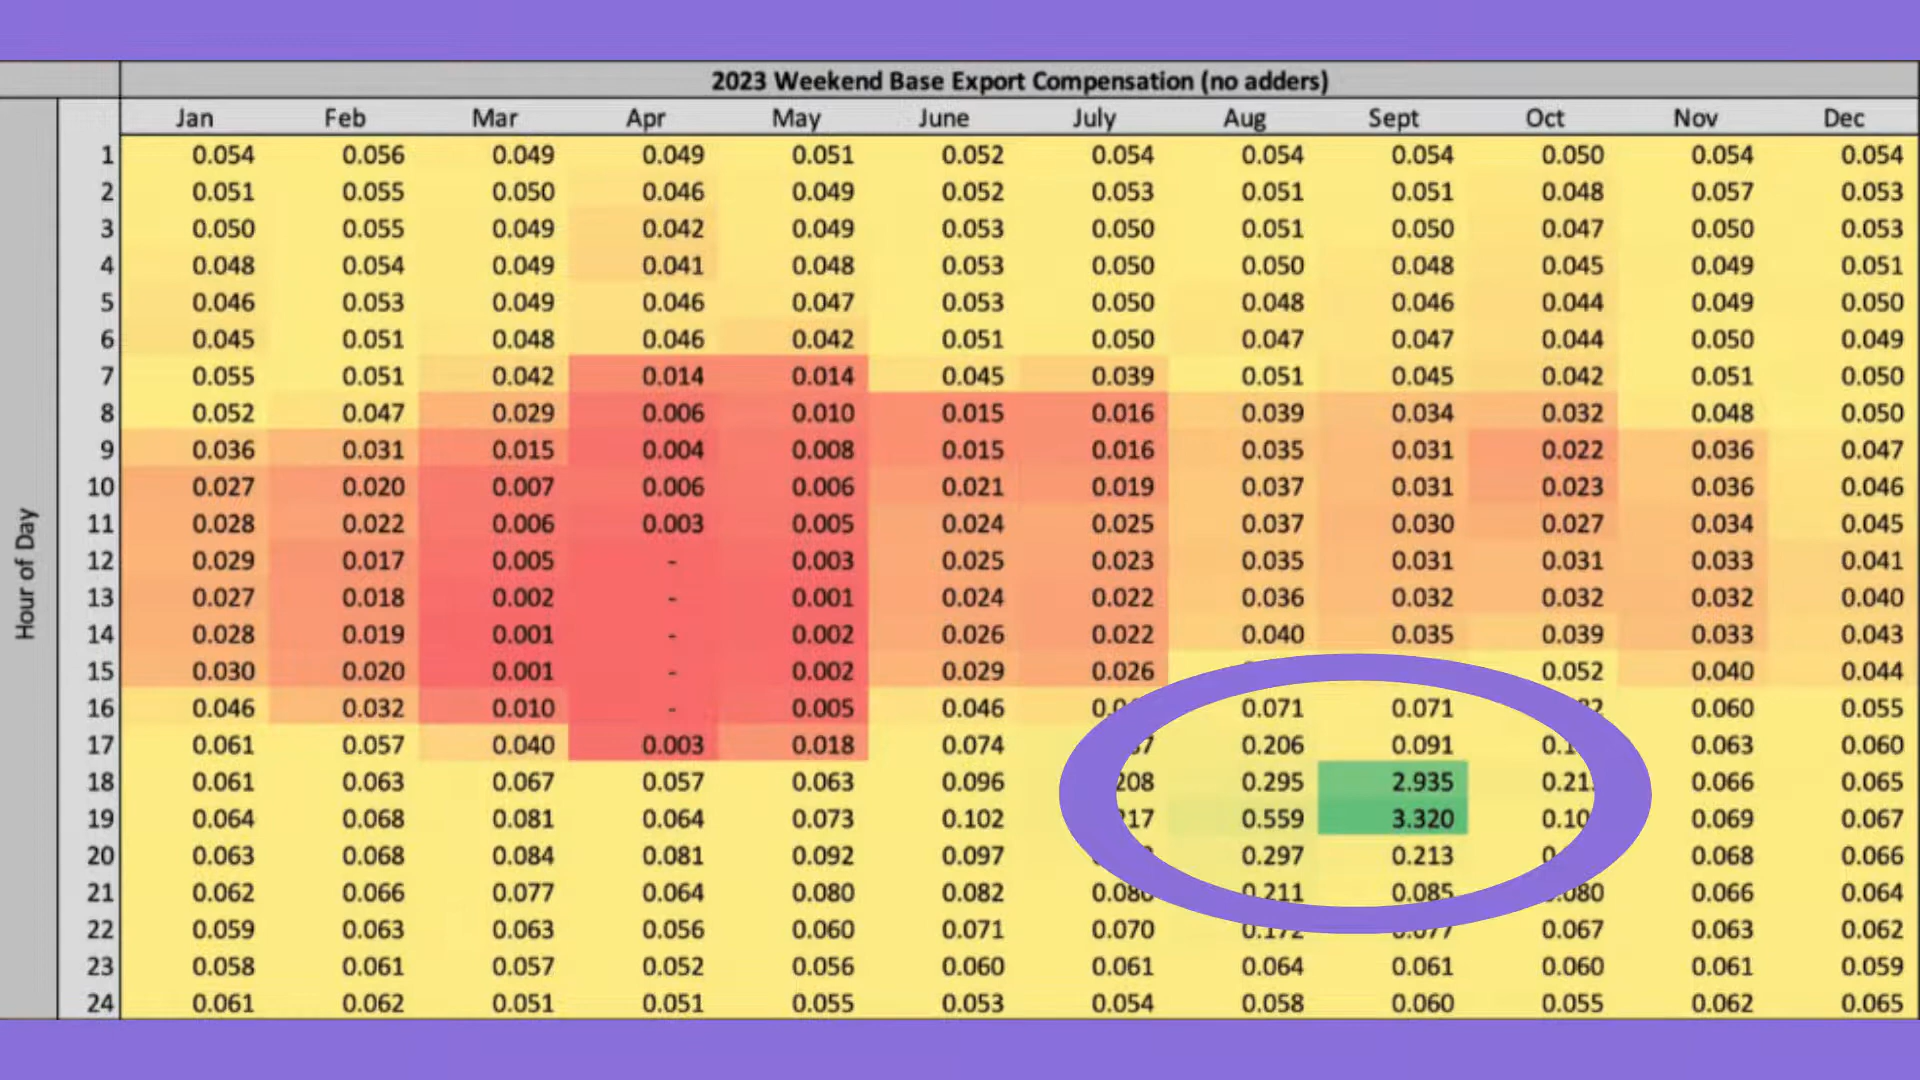 2023 Weekend Base Export Compensation (no adders)
Jan Feb Mar Apr May June July Aug Sept Oct Nov Dec
Hour of Day
1 0.054 0.056 0.049 0.049 0.051 0.052 0.054 0.054 0.054 0.050 0.054 0.054
2 0.051 0.055 0.050 0.046 0.049 0.052 0.053 0.051 0.051 0.048 0.057 0.053
3 0.050 0.055 0.049 0.042 0.049 0.053 0.050 0.051 0.050 0.047 0.050 0.053
4 0.048 0.054 0.049 0.041 0.048 0.053 0.050 0.050 0.048 0.045 0.049 0.051
5 0.046 0.053 0.049 0.046 0.047 0.053 0.050 0.048 0.046 0.044 0.049 0.050
6 0.045 0.051 0.048 0.046 0.042 0.051 0.050 0.047 0.047 0.044 0.050 0.049
7 0.055 0.051 0.042 0.014 0.014 0.045 0.039 0.051 0.045 0.042 0.051 0.050
8 0.052 0.047 0.029 0.006 0.010 0.015 0.016 0.039 0.034 0.032 0.048 0.050
9 0.036 0.031 0.015 0.004 0.008 0.015 0.016 0.035 0.031 0.022 0.036 0.047
10 0.027 0.020 0.007 0.006 0.006 0.021 0.019 0.037 0.031 0.023 0.036 0.046
11 0.028 0.022 0.006 0.003 0.005 0.024 0.025 0.037 0.030 0.027 0.034 0.045
12 0.029 0.017 0.005 - 0.003 0.025 0.023 0.035 0.031 0.031 0.033 0.041
13 0.027 0.018 0.002 - 0.001 0.024 0.022 0.036 0.032 0.032 0.032 0.040
14 0.028 0.019 0.001 - 0.002 0.026 0.022 0.040 0.035 0.039 0.033 0.043
15 0.030 0.020 0.001 - 0.002 0.029 0.026 0.052 0.040 0.044
16 0.046 0.032 0.010 - 0.005 0.046 0.071 0.071 0.060 0.055
17 0.061 0.057 0.040 0.003 0.018 0.074 0.206 0.091 0.063 0.060
18 0.061 0.063 0.067 0.057 0.063 0.096 0.295 2.935 0.066 0.065
19 0.064 0.068 0.081 0.064 0.073 0.102 0.559 3.320 0.069 0.067
20 0.063 0.068 0.084 0.081 0.092 0.097 0.297 0.213 0.068 0.066
21 0.062 0.066 0.077 0.064 0.080 0.082 0.211 0.085 0.066 0.064
22 0.059 0.063 0.063 0.056 0.060 0.071 0.070 0.067 0.063 0.062
23 0.058 0.061 0.057 0.052 0.056 0.060 0.061 0.064 0.061 0.060 0.061 0.059
24 0.061 0.062 0.051 0.051 0.055 0.053 0.054 0.058 0.060 0.055 0.062 0.065